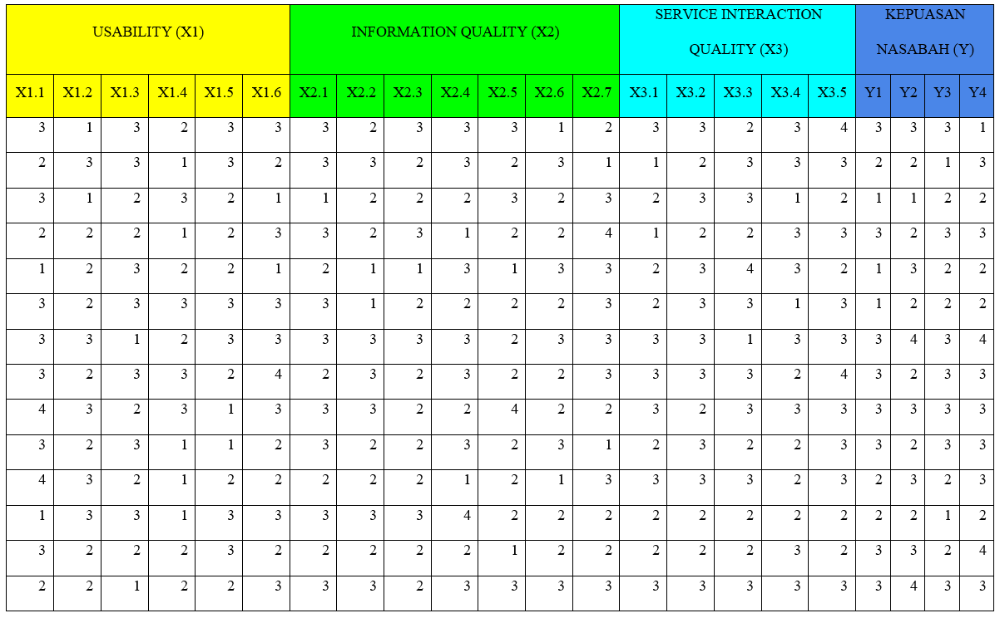 USABILITY (X1) INFORMATION QUALITY (X2) SERVICE INTERACTION QUALITY (X3) KEPUASAN NASABAH (Y)
X1.1 X1.2 X1.3 X1.4 X1.5 X1.6 X2.1 X2.2 X2.3 X2.4 X2.5 X2.6 X2.7 X3.1 X3.2 X3.3 X3.4 X3.5 Y1 Y2 Y3 Y4
3 1 3 2 3 3 3 2 3 3 3 1 2 3 3 2 3 4 3 3 3 1
2 3 3 1 3 2 3 3 2 3 2 3 1 1 2 3 3 3 2 2 1 3
3 1 2 3 2 1 1 2 2 2 3 2 3 2 3 3 1 2 1 1 2 2
2 2 2 1 2 3 3 2 3 1 2 2 4 1 2 2 3 3 3 2 3 3
1 2 3 2 2 1 2 1 1 3 1 3 3 2 3 4 3 2 1 3 2 2
3 2 3 3 3 3 3 1 2 2 2 2 3 2 3 3 1 3 1 2 2 2
3 3 1 2 3 3 3 3 3 3 2 3 3 3 3 1 3 3 3 4 3 4
3 2 3 3 2 4 2 3 2 3 2 2 3 3 3 3 2 4 3 2 3 3
4 3 2 3 1 3 3 3 2 2 4 2 2 3 2 3 3 3 3 3 3 3
3 2 3 1 1 2 3 2 2 3 2 3 1 2 3 2 2 3 3 2 3 3
4 3 2 1 2 2 2 2 2 1 2 1 3 3 3 3 2 3 2 3 2 3
1 3 3 1 3 3 3 3 3 4 2 2 2 2 2 2 2 2 2 2 1 2
3 2 2 2 3 2 2 2 2 2 1 2 2 2 2 2 3 2 3 3 2 4
2 2 1 2 2 3 3 3 2 3 3 3 3 3 3 3 3 3 3 4 3 3